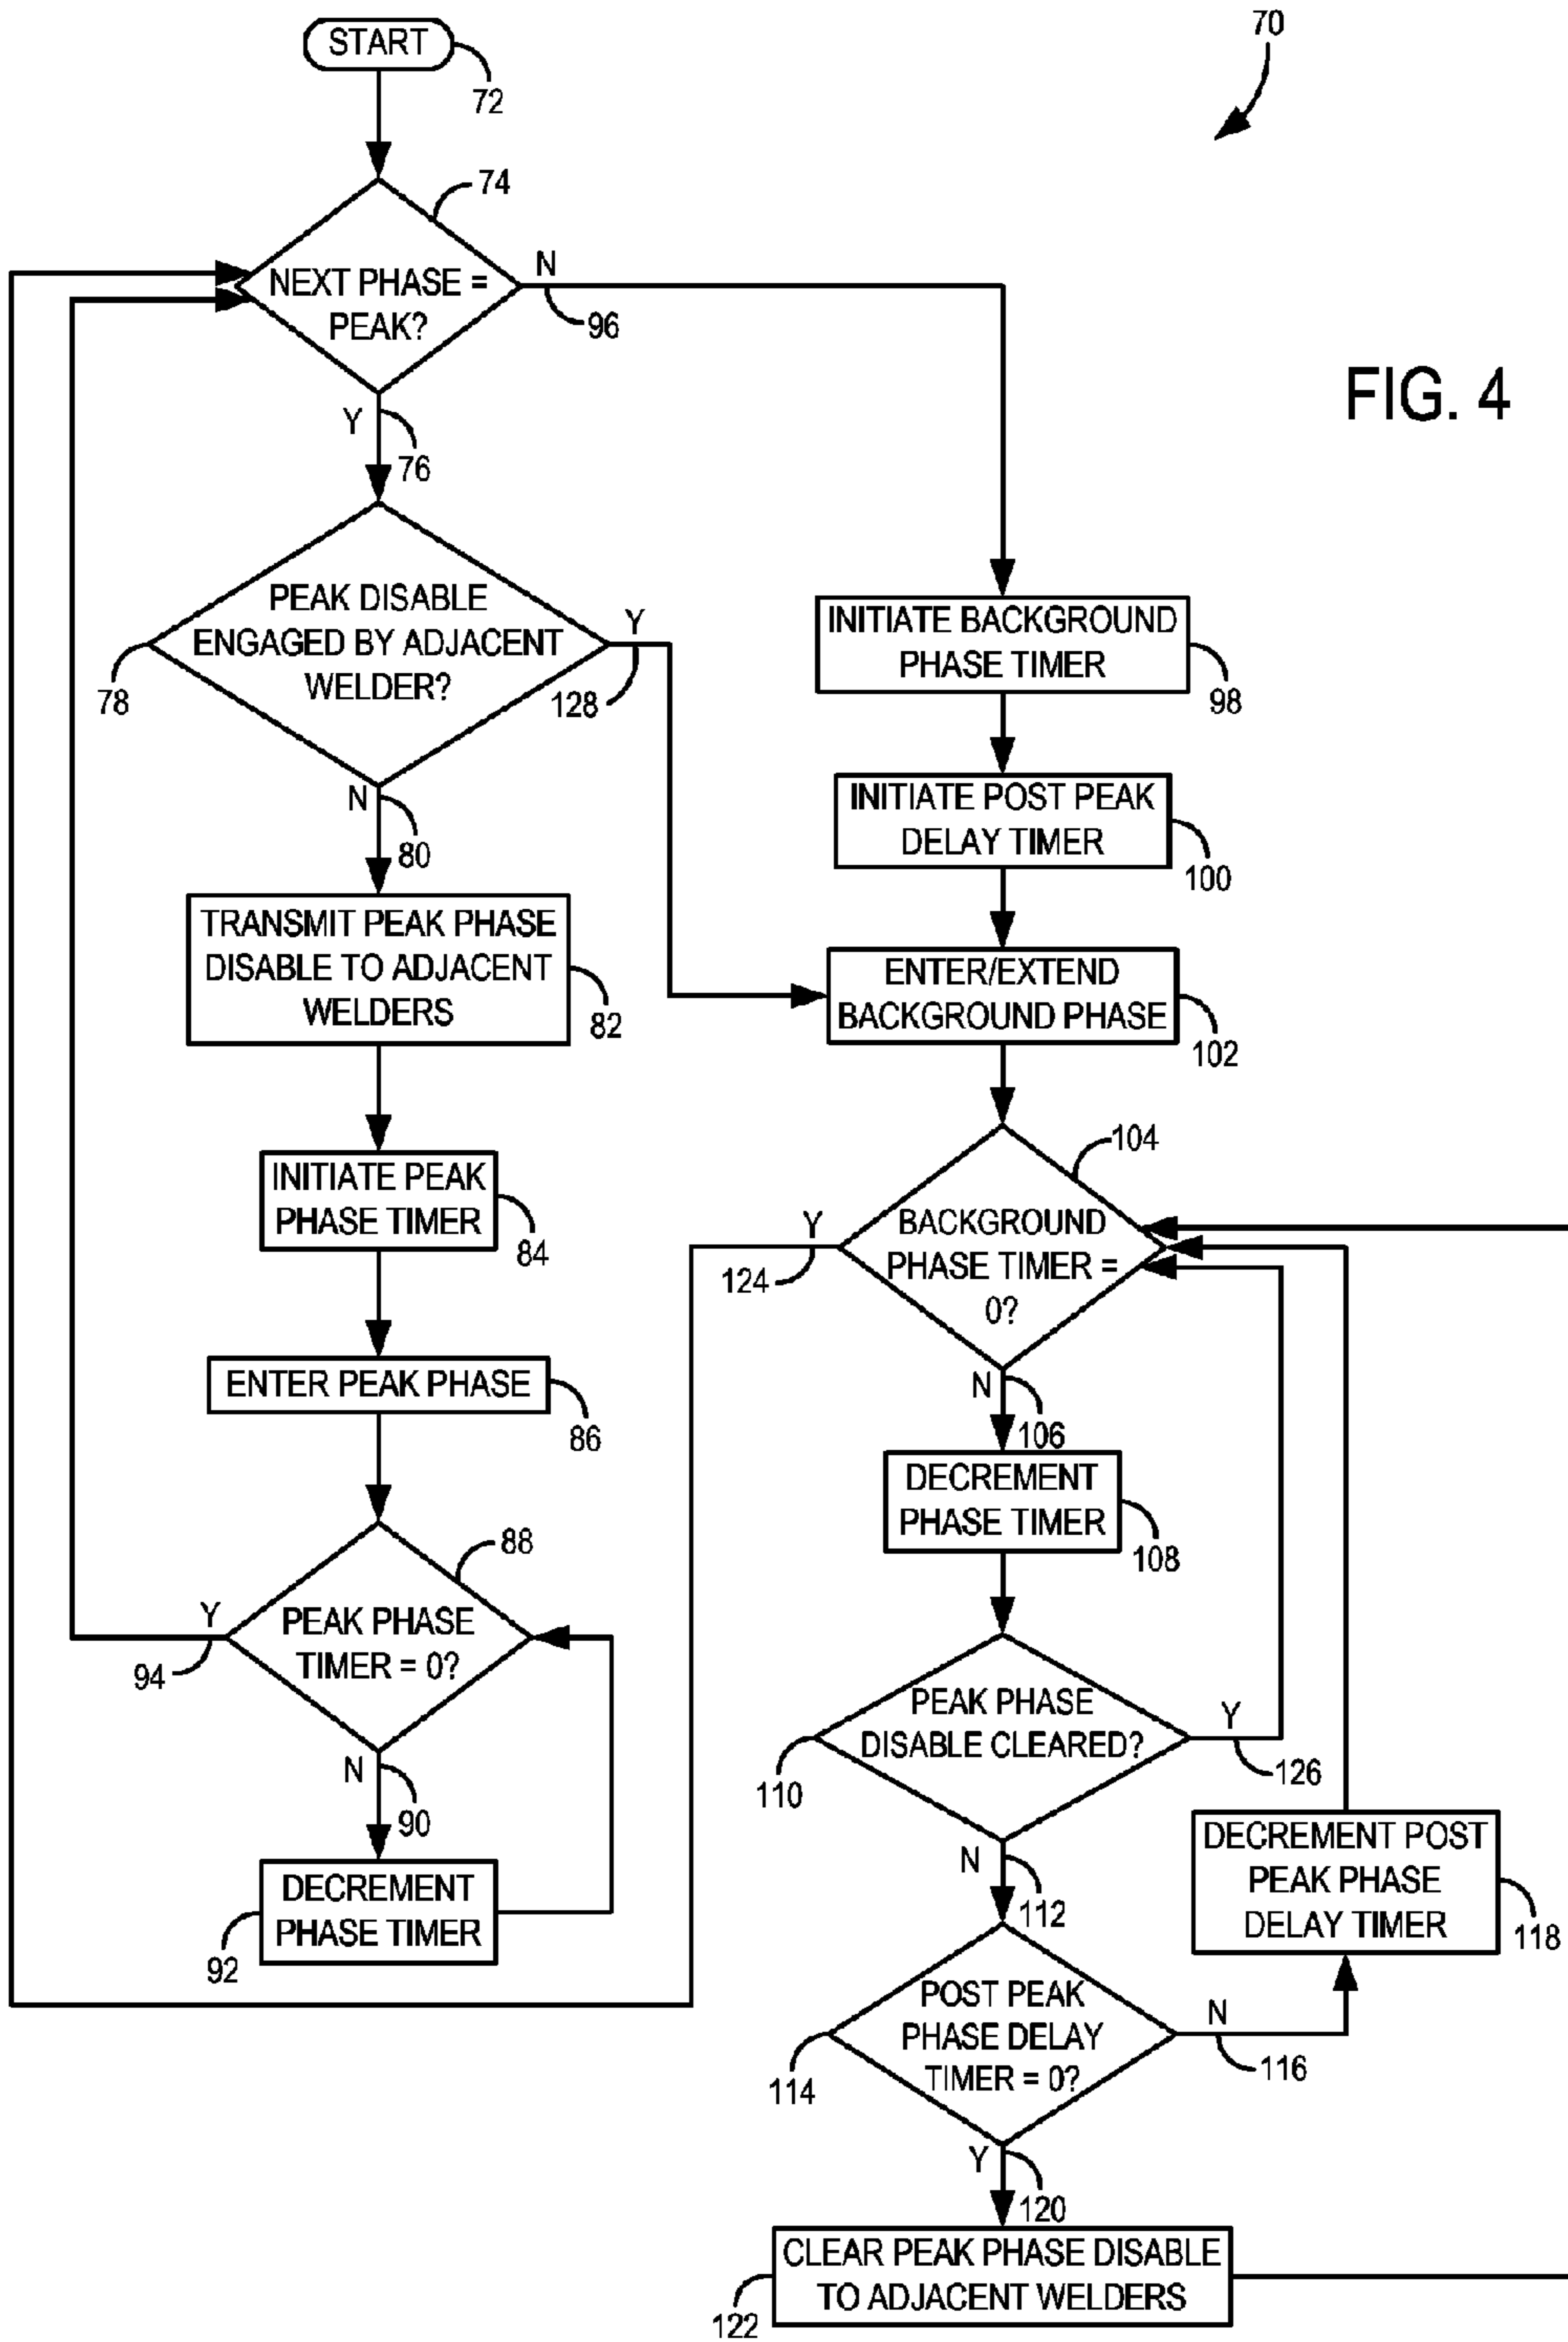 START
72
70
74
NEXT PHASE =
PEAK?
N
96
FIG. 4
Y
76
PEAK DISABLE
ENGAGED BY ADJACENT
WELDER?
78
Y
128
INITIATE BACKGROUND
PHASE TIMER
98
N
80
INITIATE POST PEAK
DELAY TIMER
100
TRANSMIT PEAK PHASE
DISABLE TO ADJACENT
WELDERS
82
ENTER/EXTEND
BACKGROUND PHASE
102
INITIATE PEAK
PHASE TIMER
84
104
BACKGROUND
PHASE TIMER =
0?
Y
124
ENTER PEAK PHASE
86
N
106
DECREMENT
PHASE TIMER
108
88
PEAK PHASE
TIMER = 0?
Y
94
PEAK PHASE
DISABLE CLEARED?
110
Y
126
N
90
DECREMENT
PHASE TIMER
92
N
112
DECREMENT POST
PEAK PHASE
DELAY TIMER
118
POST PEAK
PHASE DELAY
TIMER = 0?
114
N
116
Y
120
CLEAR PEAK PHASE DISABLE
TO ADJACENT WELDERS
122